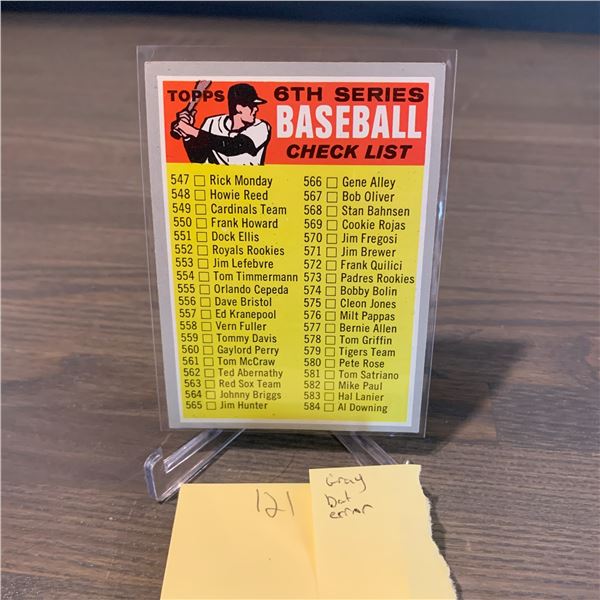 TOPPS 6TH SERIES
BASEBALL
CHECK LIST
547 Rick Monday
548 Howie Reed
549 Cardinals Team
550 Frank Howard
551 Dock Ellis
552 Royals Rookies
553 Jim Lefebvre
554 Tom Timmermann
555 Orlando Cepeda
556 Dave Bristol
557 Ed Kranepool
558 Vern Fuller
559 Tommy Davis
560 Gaylord Perry
561 Tom McCraw
562 Ted Abernathy
563 Red Sox Team
564 Johnny Briggs
565 Jim Hunter
566 Gene Alley
567 Bob Oliver
568 Stan Bahnsen
569 Cookie Rojas
570 Jim Fregosi
571 Jim Brewer
572 Frank Quilici
573 Padres Rookies
574 Bobby Bolin
575 Cleon Jones
576 Milt Pappas
577 Bernie Allen
578 Tom Griffin
579 Tigers Team
580 Pete Rose
581 Tom Satriano
582 Mike Paul
583 Hal Lanier
584 Al Downing
121
Gray
bat
error